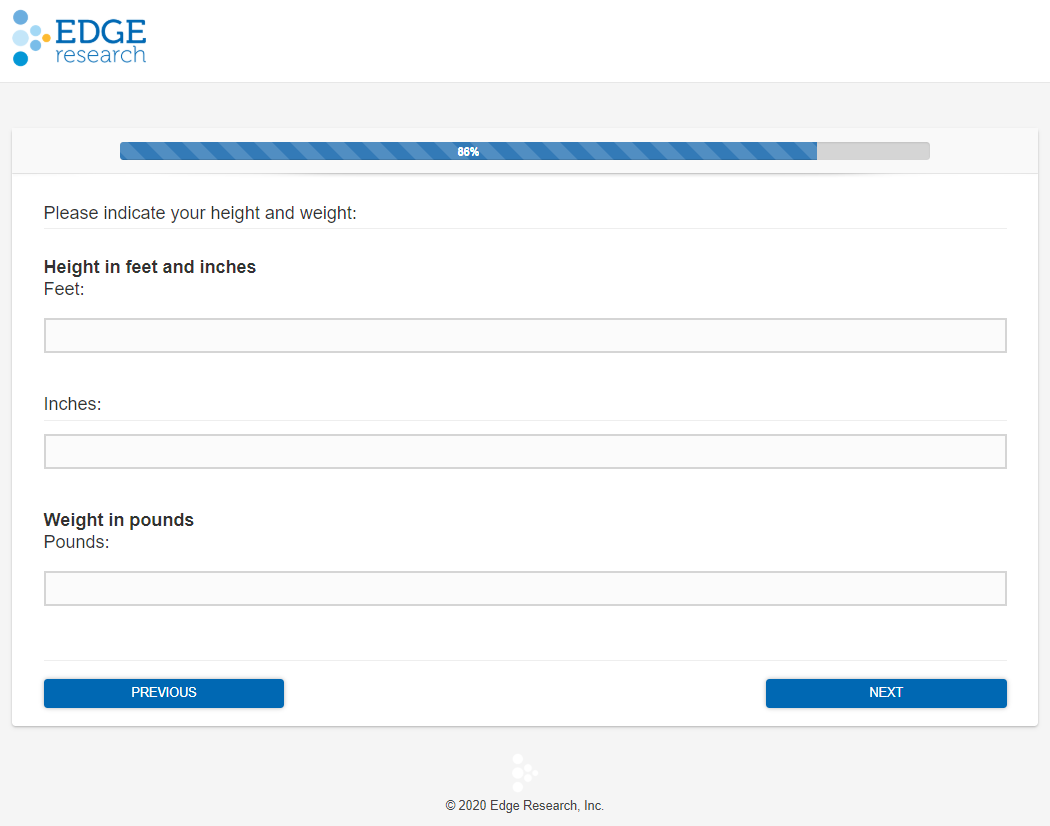 EDGE
research
86%
Please indicate your height and weight:
Height in feet and inches
Feet:
Inches:
Weight in pounds
Pounds:
PREVIOUS
NEXT
© 2020 Edge Research, Inc.